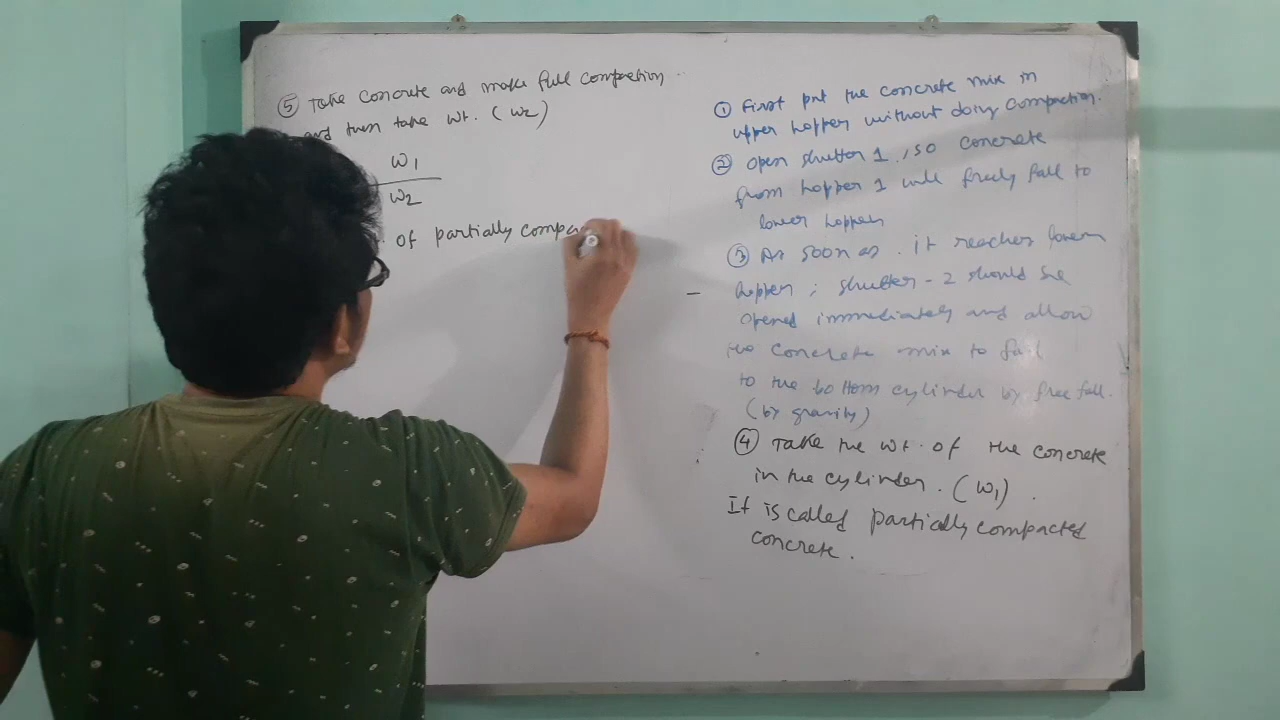 ⑤ Take concrete and make full compaction.
and then take wt. (W2)
W1
W2
. of partially compac
① First put the concrete mix in
upper hopper without doing compaction.
② Open shutter 1, so concrete
from hopper 1 will freely fall to
lower hopper
③ As soon as it reaches lower
hopper ; shutter - 2 should be
opened immediately and allow
the concrete mix to fall
to the bottom cylinder by free fall.
(by gravity)
④ Take the wt. of the concrete
in the cylinder. (W1).
It is called partially compacted
concrete.